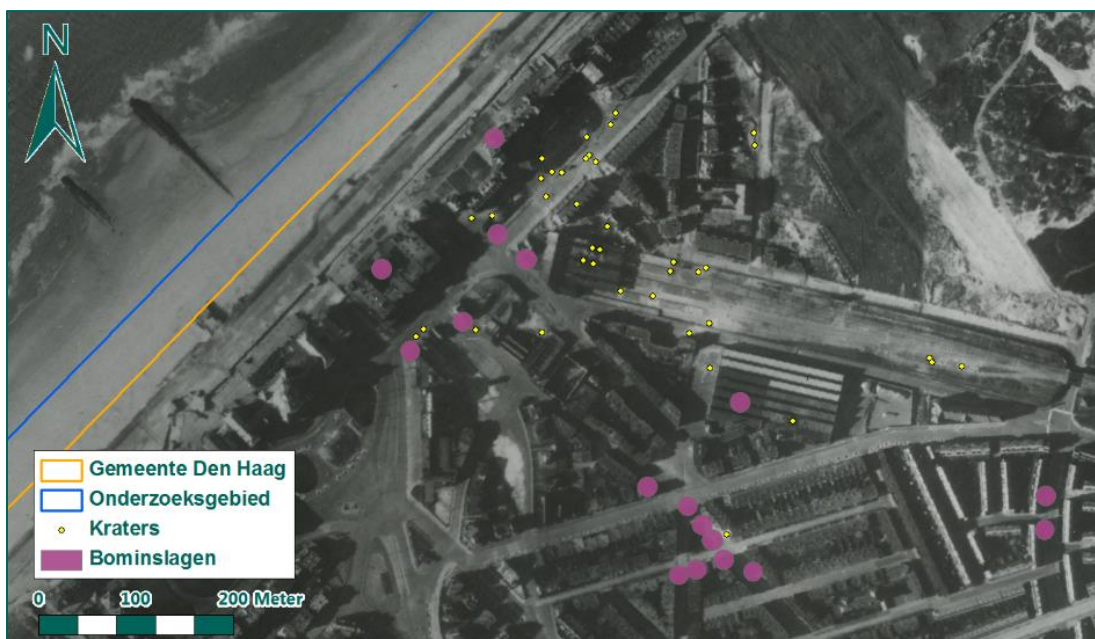 N
Gemeente Den Haag
Onderzoeksgebied
Kraters
Bominslagen
0 100 200 Meter